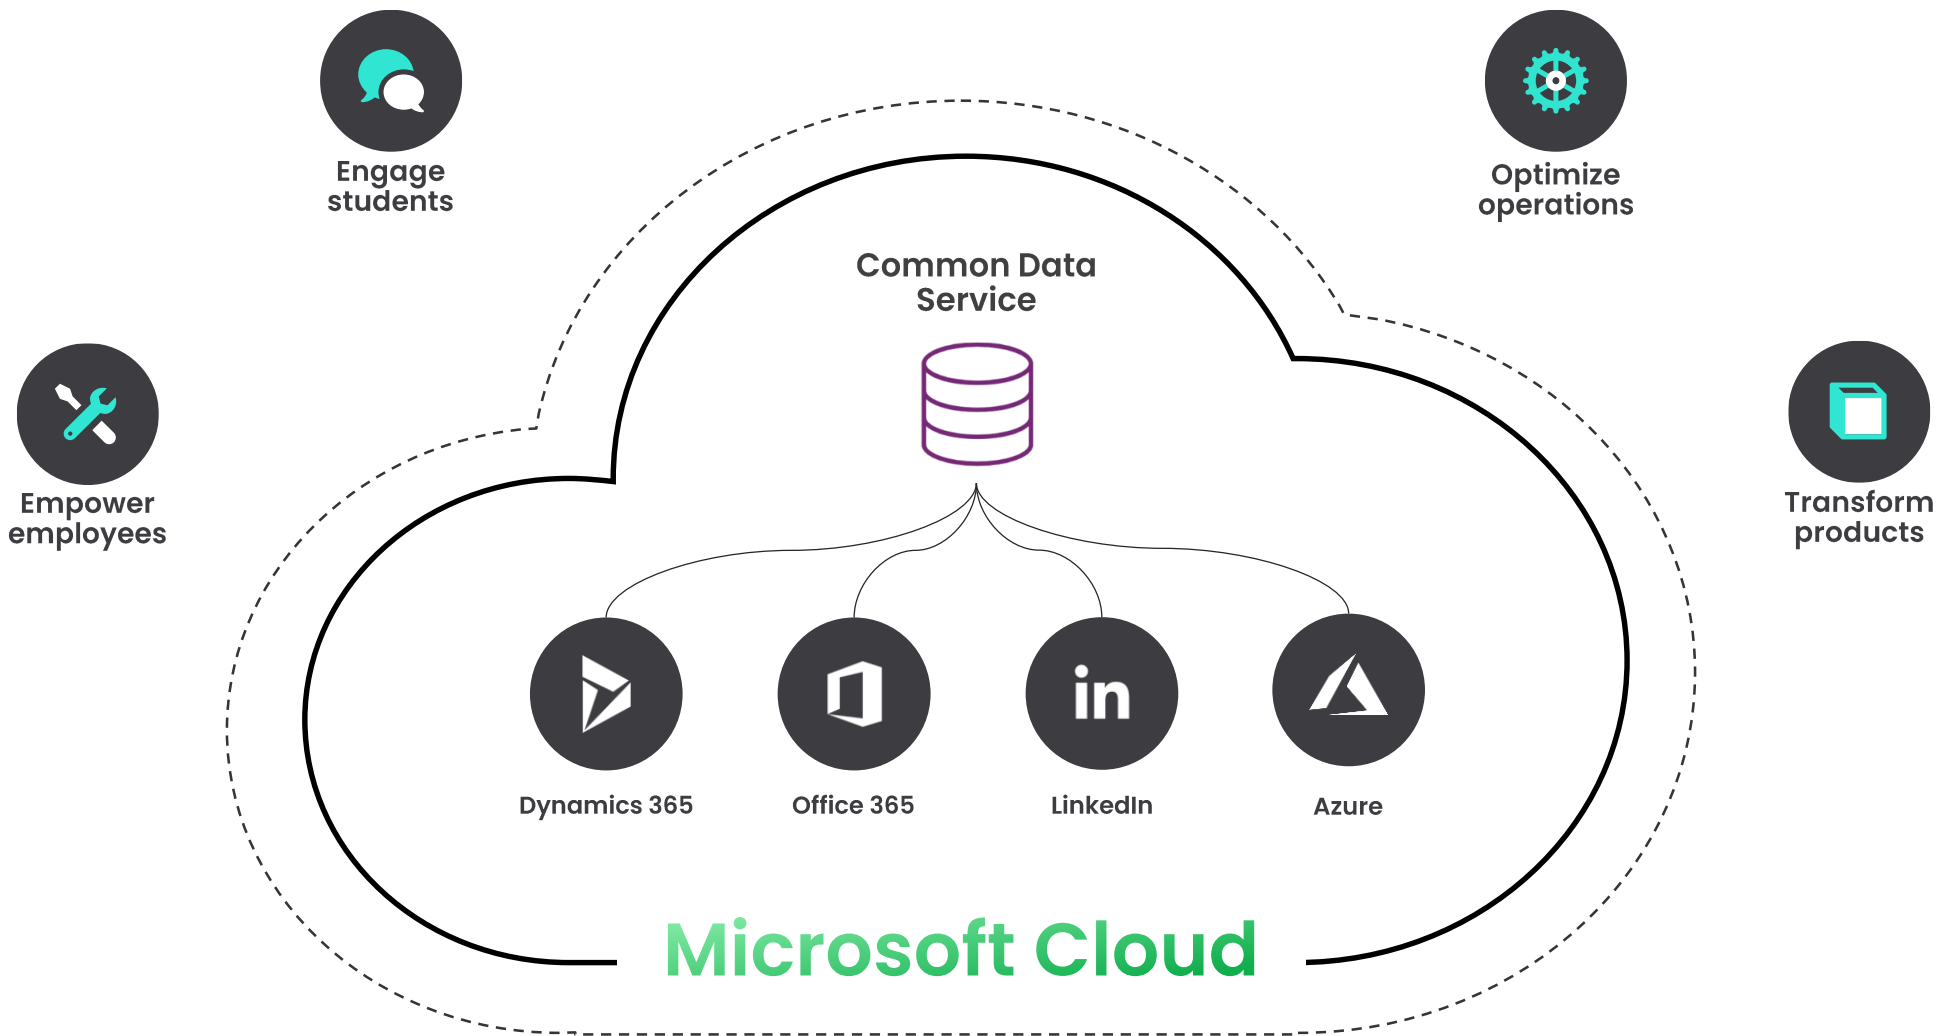 Engage
students
Optimize
operations
Common Data
Service
Empower
employees
Transform
products
in
Dynamics 365
Office 365
LinkedIn
Azure
Microsoft Cloud